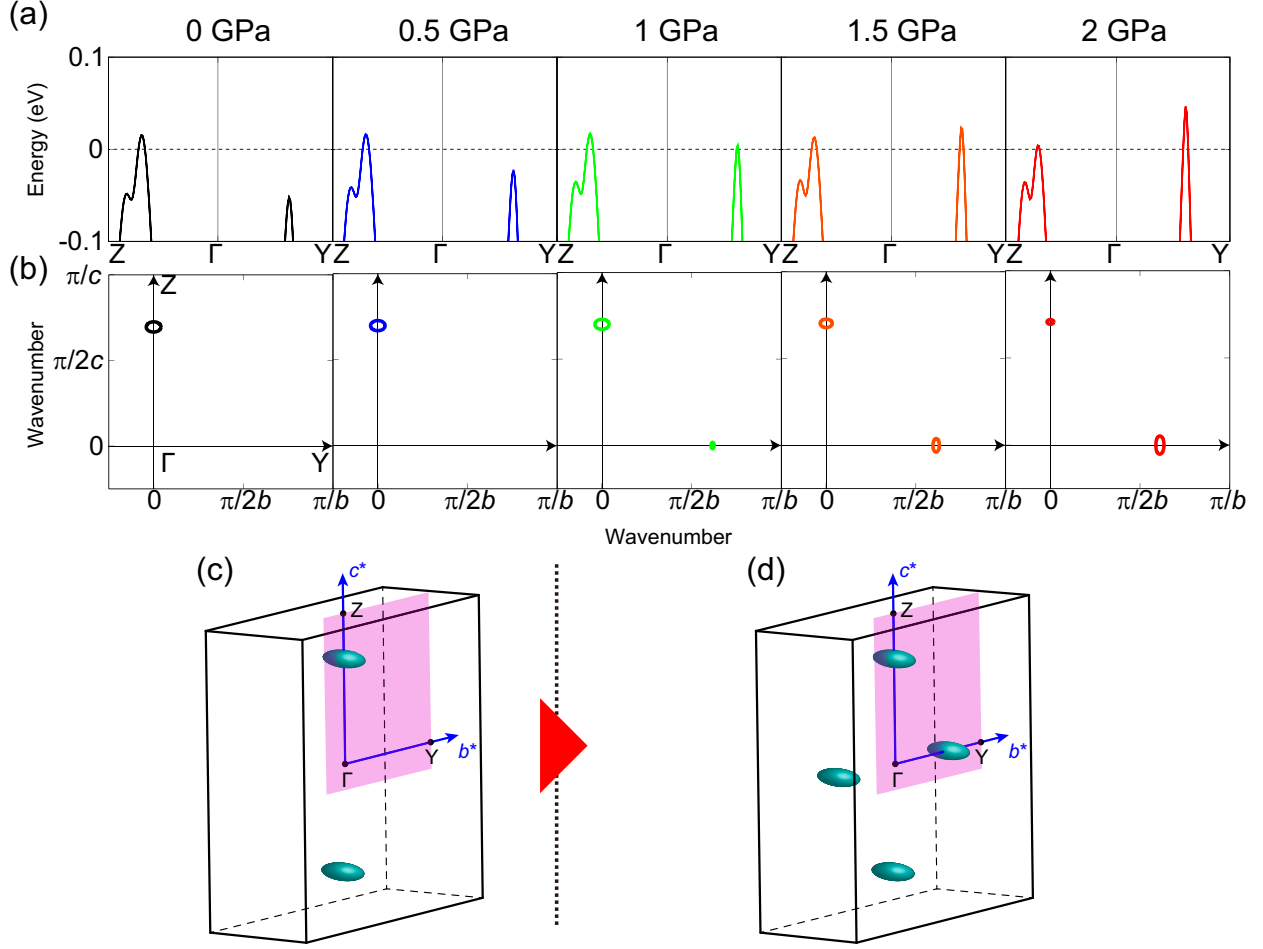 (a)
0 GPa 0.5 GPa 1 GPa 1.5 GPa 2 GPa
Energy (eV)
0.1
0
-0.1
Z Γ Y Z Γ Y Z Γ Y Z Γ Y Z Γ Y
(b)
Wavenumber
π/c
π/2c
0
Z
Γ Y
0 π/2b π/b 0 π/2b π/b 0 π/2b π/b 0 π/2b π/b 0 π/2b π/b
Wavenumber
(c) (d)
c* c*
Z Z
Y b* Y b*
Γ Γ